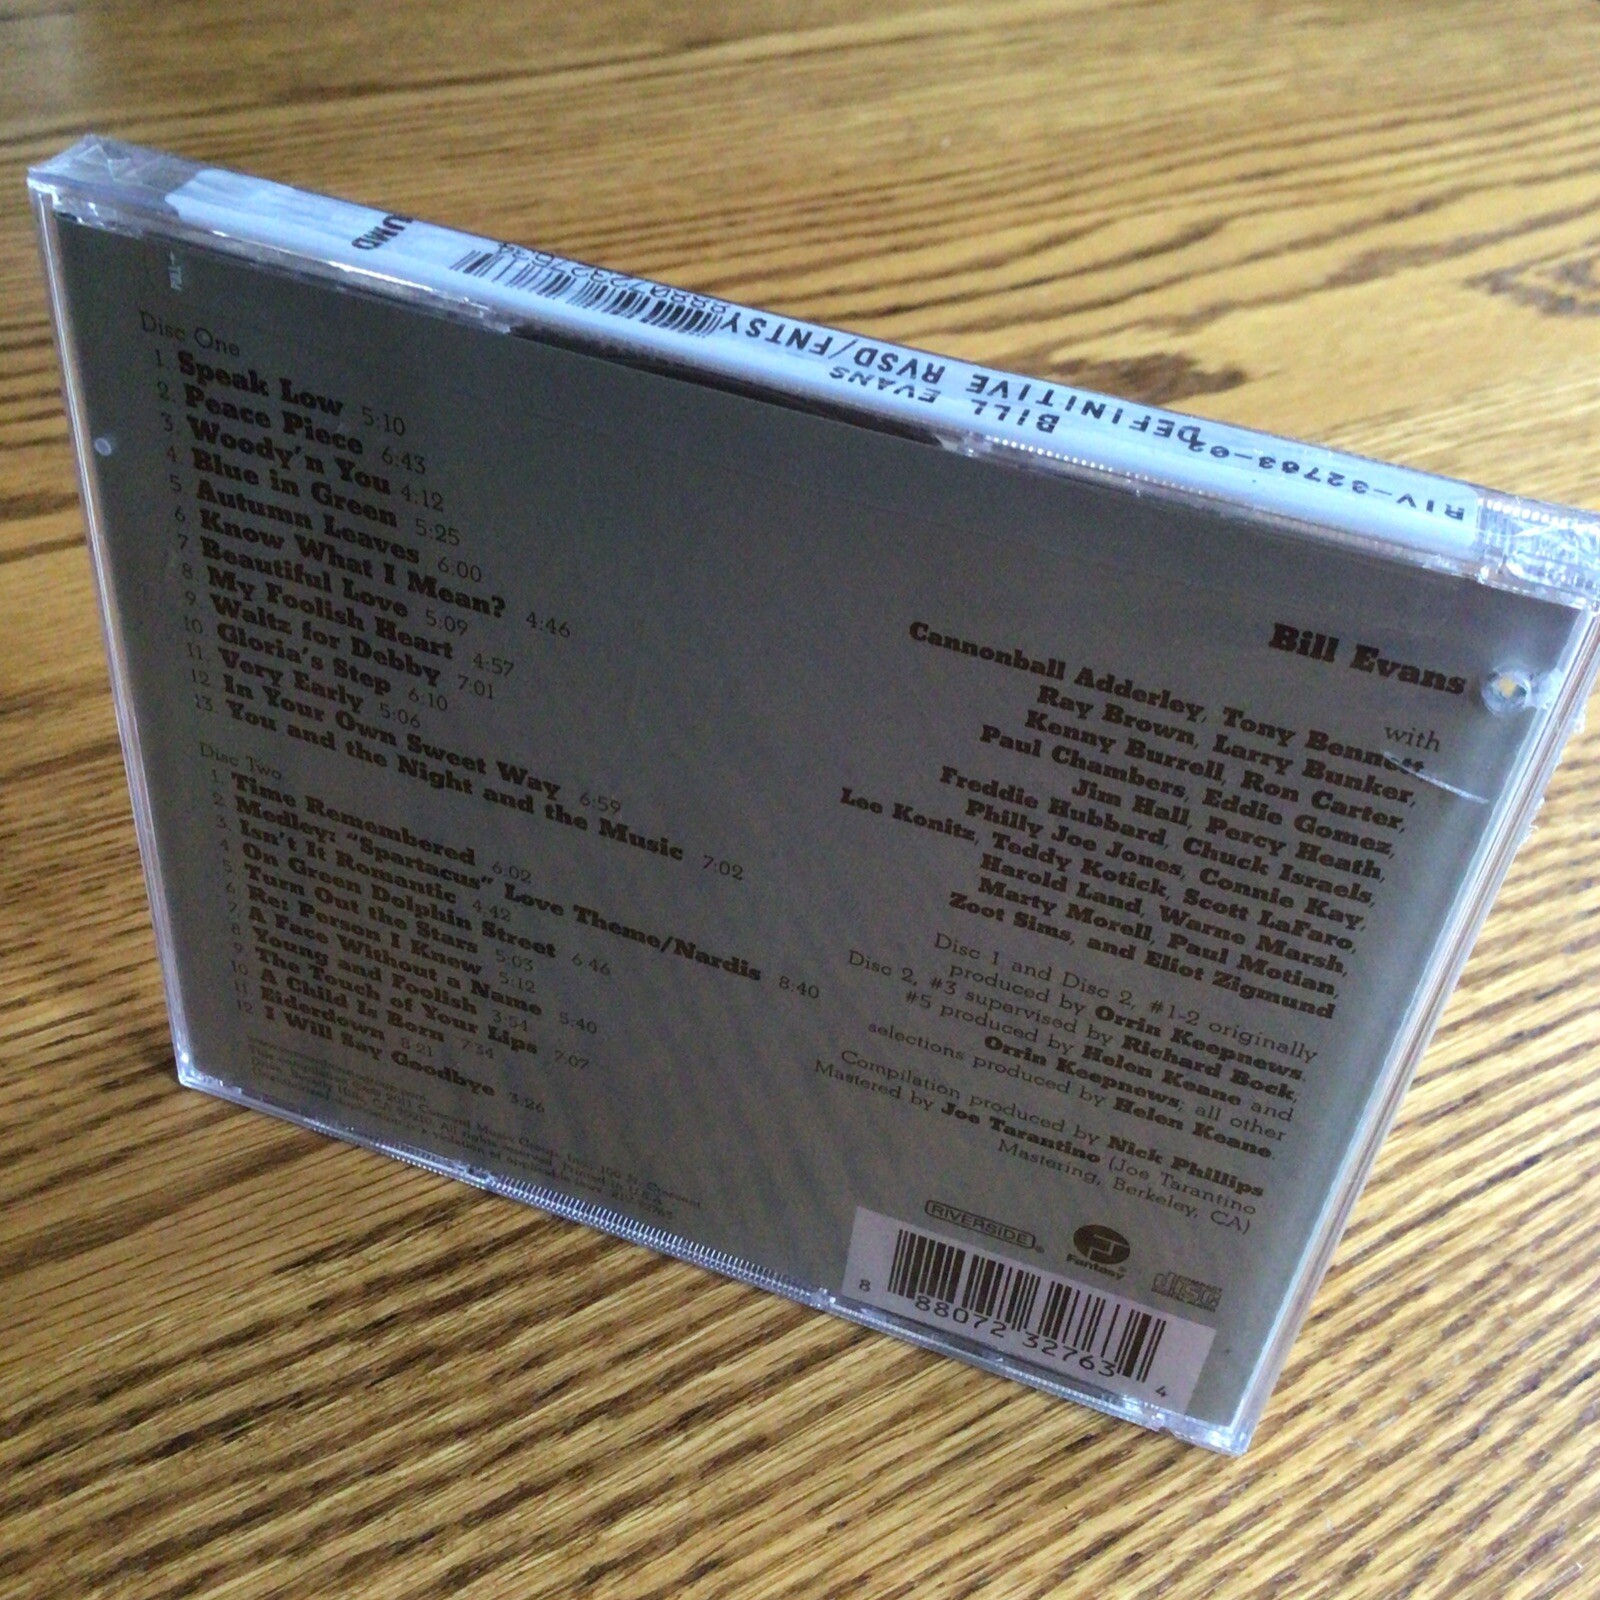 RIV-32763-02
BILL EVANS
DEFINITIVE RVSD/FNTSY
UMD
Disc One
1. Speak Low 5:10
2. Peace Piece 6:43
3. Woody'n You 4:12
4. Blue in Green 5:25
5. Autumn Leaves 6:00
6. Know What I Mean? 4:46
7. Beautiful Love 5:09
8. My Foolish Heart 4:57
9. Waltz for Debby 7:01
10. Gloria's Step 6:10
11. Very Early 5:06
12. In Your Own Sweet Way 6:59
13. You and the Night and the Music 7:02
Disc Two
1. Time Remembered 6:02
2. Medley: "Spartacus" Love Theme/Nardis 8:40
3. Isn't It Romantic 4:42
4. On Green Dolphin Street 6:46
5. Turn Out the Stars 5:03
6. Re: Person I Knew 5:12
7. A Face Without a Name 5:40
8. Young and Foolish 3:54
9. The Touch of Your Lips 7:07
10. A Child Is Born 7:34
11. Eiderdown 8:21
12. I Will Say Goodbye 3:26
Bill Evans
with
Cannonball Adderley, Tony Bennett
Ray Brown, Larry Bunker,
Kenny Burrell, Ron Carter,
Paul Chambers, Eddie Gomez,
Jim Hall, Percy Heath,
Freddie Hubbard, Chuck Israels,
Philly Joe Jones, Connie Kay,
Lee Konitz, Teddy Kotick, Scott LaFaro,
Harold Land, Warne Marsh,
Marty Morell, Paul Motian,
Zoot Sims, and Eliot Zigmund
Disc 1 and Disc 2, #1-2 originally
produced by Orrin Keepnews.
Disc 2, #3 supervised by Richard Bock;
#5 produced by Helen Keane and
Orrin Keepnews; all other
selections produced by Helen Keane.
Compilation produced by Nick Phillips
Mastered by Joe Tarantino (Joe Tarantino
Mastering, Berkeley, CA)
RIVERSIDE
Fantasy
8 88072 32763 4